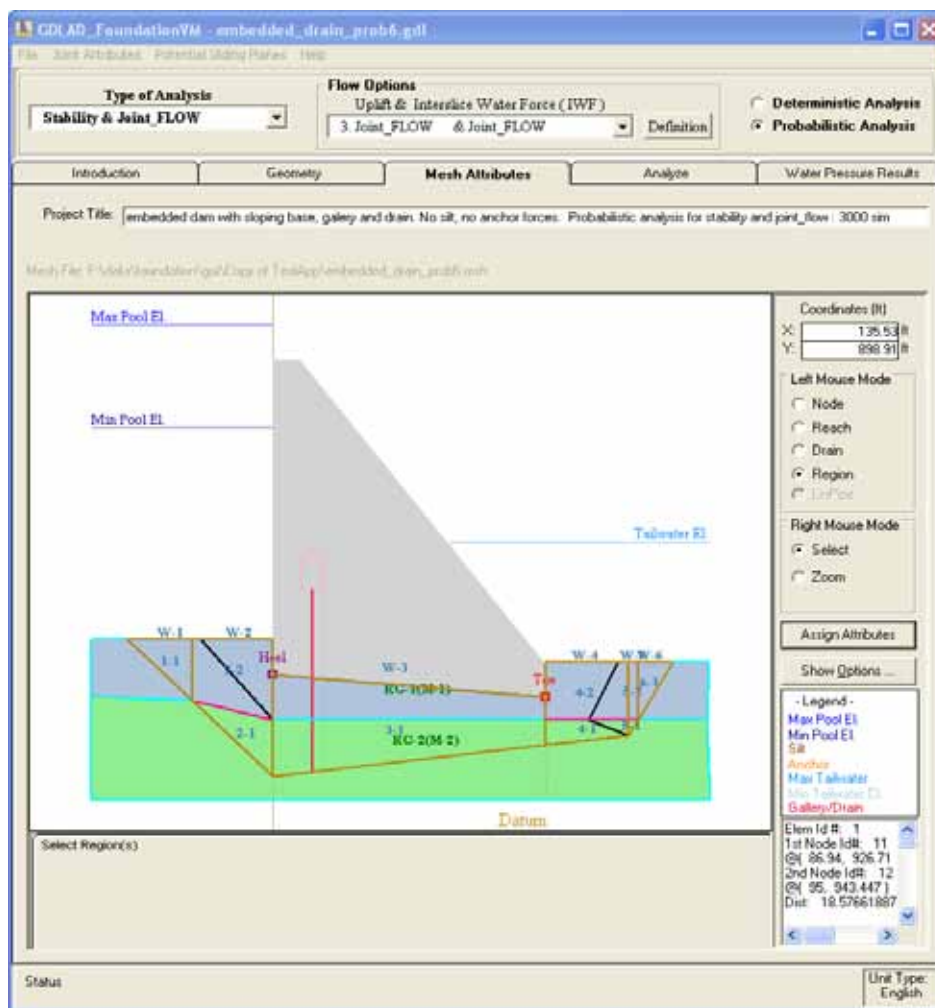 GDLAD_FoundationVM - embedded_drain_prob6.gdl
File Joint Attributes Potential Sliding Planes Help
Type of Analysis
Stability & Joint_FLOW
Flow Options
Uplift & Interslice Water Force ( IWF )
3. Joint_FLOW & Joint_FLOW
Definition
Deterministic Analysis
Probabilistic Analysis
Introduction
Geometry
Mesh Attributes
Analyze
Water Pressure Results
Project Title: embedded dam with sloping base, galery and drain. No silt, no anchor forces. Probabilistic analysis for stability and joint_flow : 3000 sim
Max Pool El.
Min Pool El.
Tailwater El.
W-1
W-2
W-3
W-4
W-6
1-1
Heel
Toe
RG-1(M-1)
4-2
2-1
RG-2(M-2)
4-1
Datum
Coordinates (ft)
X: 135.53 ft
Y: 898.91 ft
Left Mouse Mode
Node
Reach
Drain
Region
Right Mouse Mode
Select
Zoom
Assign Attributes
Show Options ...
- Legend -
Max Pool El.
Min Pool El.
Silt
Anchor
Max Tailwater
Min Tailwater El.
Gallery/Drain
Elem Id #: 1
1st Node Id#: 11
@( 86.94, 926.71
2nd Node Id#: 12
@( 95, 943.447 )
Dist: 18.57661887
Select Region(s)
Status
Unit Type:
English